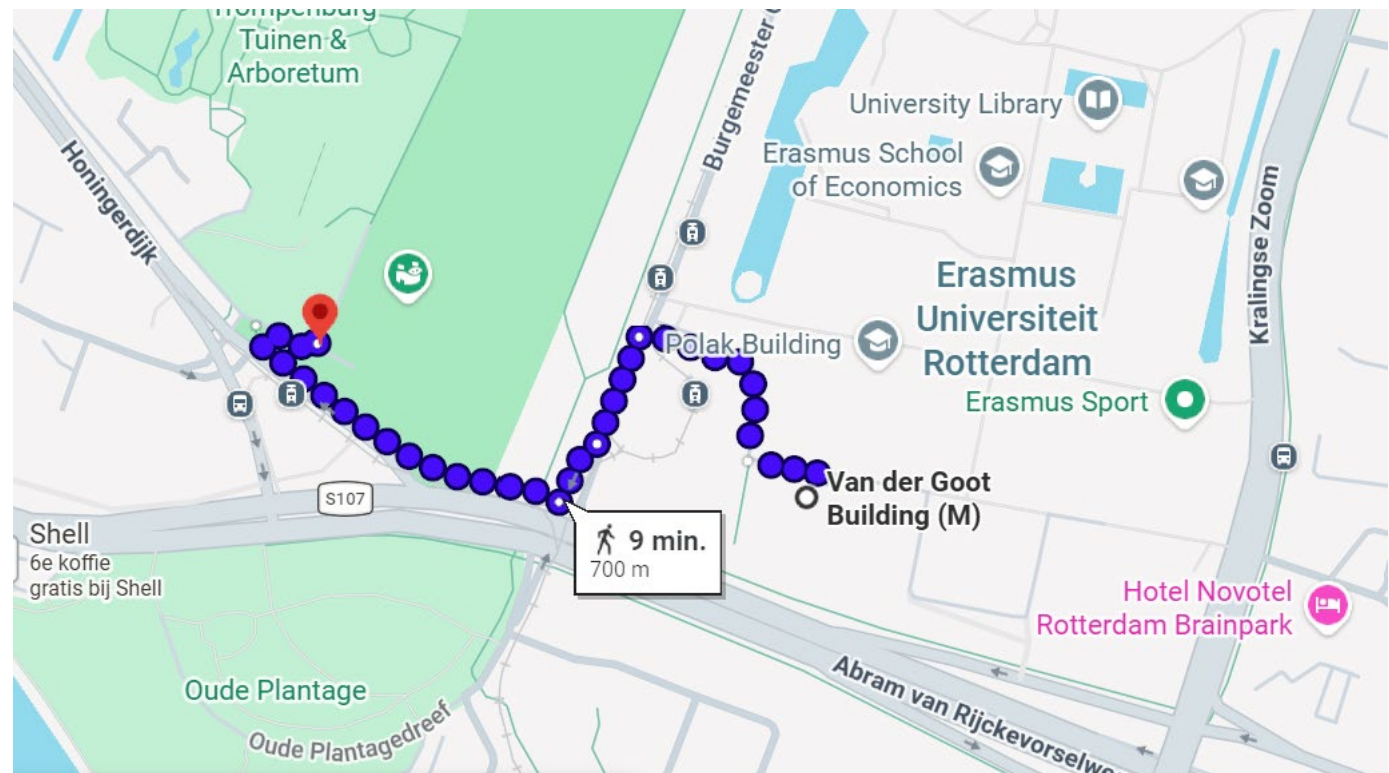 Trompenburg
Tuinen &
Arboretum
Honingerdijk
Burgemeester
University Library
Erasmus School
of Economics
Kralingse Zoom
Erasmus
Universiteit
Rotterdam
Polak Building
Erasmus Sport
Van der Goot
Building (M)
S107
9 min.
700 m
Shell
6e koffie
gratis bij Shell
Hotel Novotel
Rotterdam Brainpark
Oude Plantage
Oude Plantagedreef
Abram van Rijckevorselwe